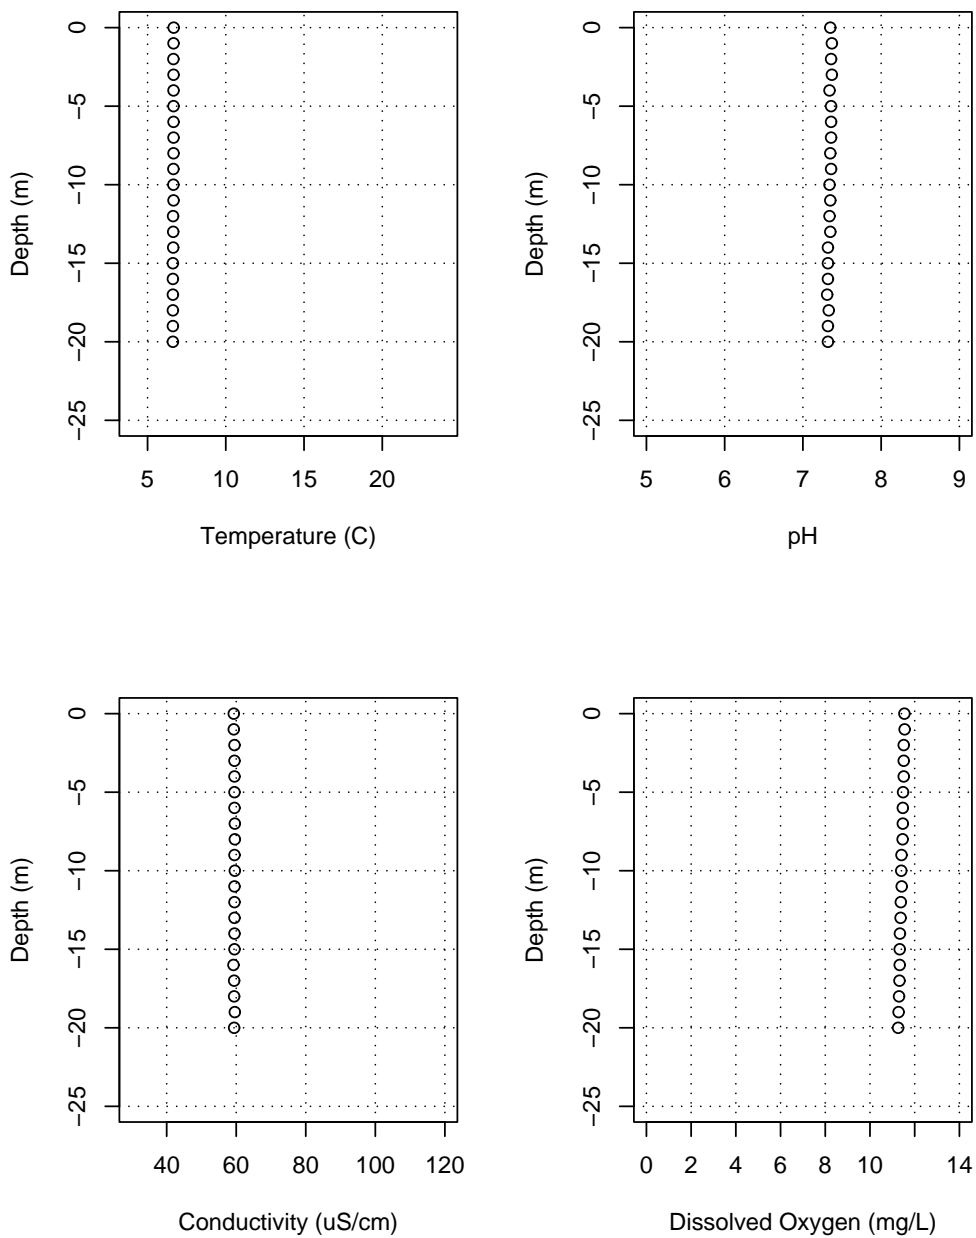 0
−5
−10
−15
−20
−25
Depth (m)
5 10 15 20
Temperature (C)
0
−5
−10
−15
−20
−25
Depth (m)
5 6 7 8 9
pH
0
−5
−10
−15
−20
−25
Depth (m)
40 60 80 100 120
Conductivity (uS/cm)
0
−5
−10
−15
−20
−25
Depth (m)
0 2 4 6 8 10 14
Dissolved Oxygen (mg/L)